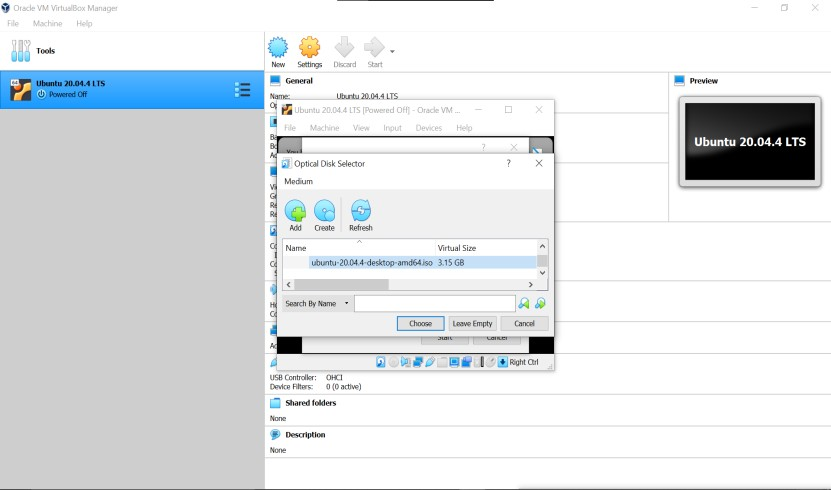 Oracle VM VirtualBox Manager
File Machine Help
Tools
New Settings Discard Start
Ubuntu 20.04.4 LTS
Powered Off
General
Name: Ubuntu 20.04.4 LTS
Preview
Ubuntu 20.04.4 LTS
Ubuntu 20.04.4 LTS [Powered Off] - Oracle VM ...
File Machine View Input Devices Help
Optical Disk Selector
Medium
Add Create Refresh
Name Virtual Size
ubuntu-20.04.4-desktop-amd64.iso 3.15 GB
Search By Name
Choose Leave Empty Cancel
Start Cancel
Right Ctrl
USB Controller: OHCI
Device Filters: 0 (0 active)
Shared folders
None
Description
None